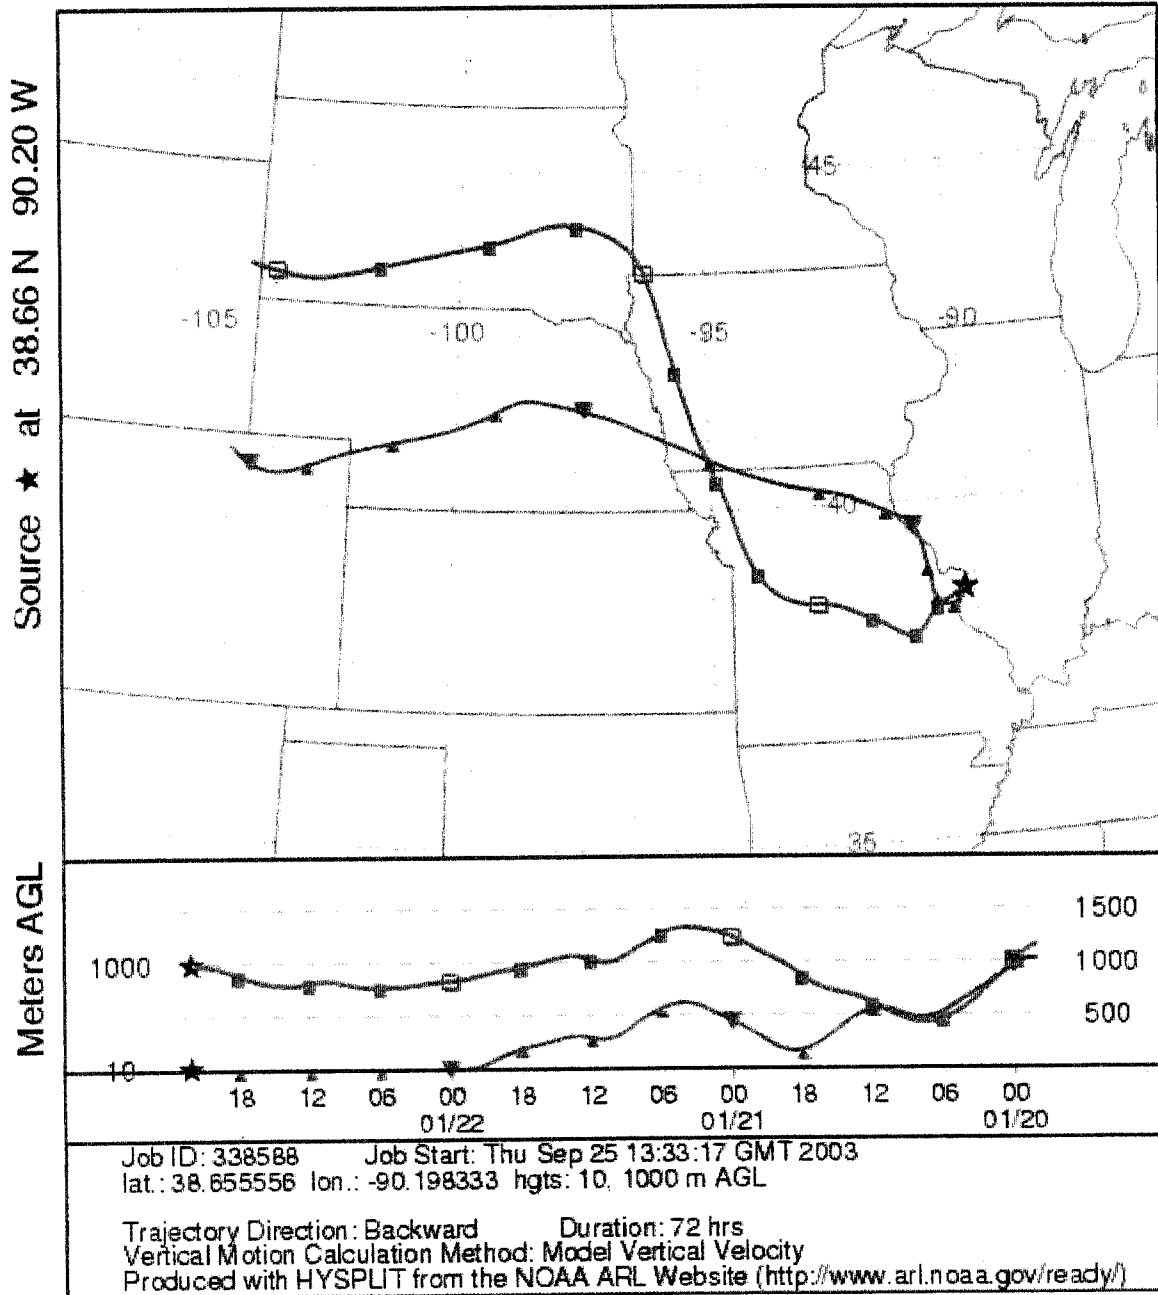 Source ★ at 38.66 N 90.20 W
45
-105
-100
-95
-90
40
35
Meters AGL
1500
1000
1000
500
10
18 12 06 00 18 12 06 00 18 12 06 00
01/22 01/21 01/20
Job ID: 338588 Job Start: Thu Sep 25 13:33:17 GMT 2003
lat.: 38.655556 lon.: -90.198333 hgts: 10, 1000 m AGL
Trajectory Direction: Backward Duration: 72 hrs
Vertical Motion Calculation Method: Model Vertical Velocity
Produced with HYSPLIT from the NOAA ARL Website (http://www.arl.noaa.gov/ready/)